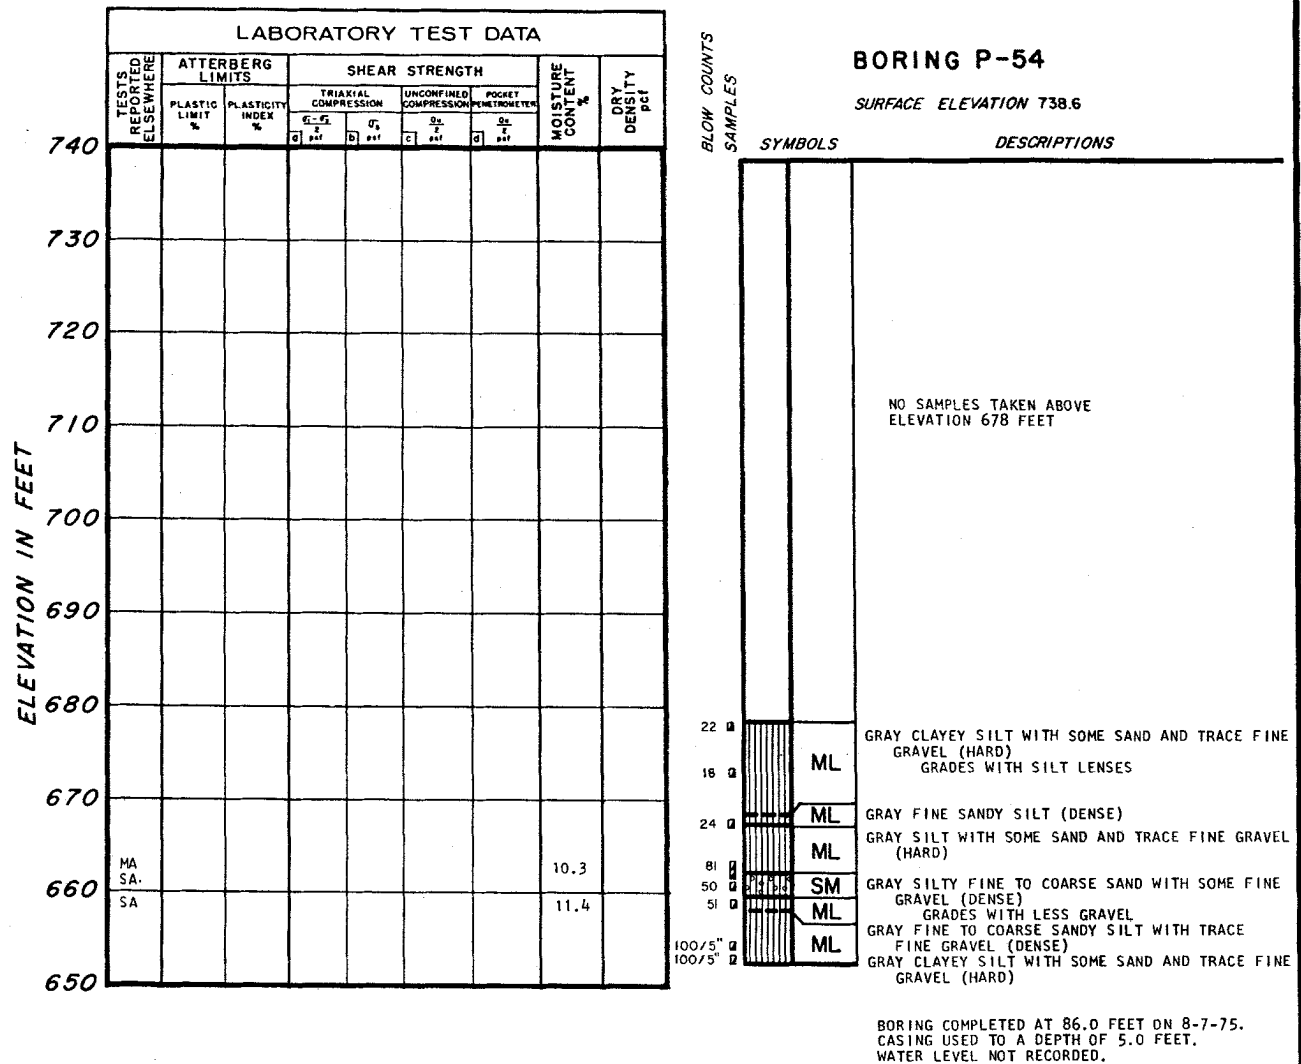 LABORATORY TEST DATA
TESTS REPORTED ELSEWHERE
ATTERBERG LIMITS
PLASTIC LIMIT %
PLASTICITY INDEX %
SHEAR STRENGTH
TRIAXIAL COMPRESSION
UNCONFINED COMPRESSION
POCKET PENETROMETER
a
psf
b
psf
c
psf
d
psf
MOISTURE CONTENT %
DRY DENSITY pcf
ELEVATION IN FEET
740
730
720
710
700
690
680
670
660
650
MA
SA.
10.3
SA
11.4
BORING P-54
SURFACE ELEVATION 738.6
BLOW COUNTS
SAMPLES
SYMBOLS
DESCRIPTIONS
NO SAMPLES TAKEN ABOVE
ELEVATION 678 FEET
22
ML
GRAY CLAYEY SILT WITH SOME SAND AND TRACE FINE
GRAVEL (HARD)
18
GRADES WITH SILT LENSES
ML
GRAY FINE SANDY SILT (DENSE)
24
ML
GRAY SILT WITH SOME SAND AND TRACE FINE GRAVEL
(HARD)
81
50
SM
GRAY SILTY FINE TO COARSE SAND WITH SOME FINE
GRAVEL (DENSE)
51
ML
GRADES WITH LESS GRAVEL
GRAY FINE TO COARSE SANDY SILT WITH TRACE
FINE GRAVEL (DENSE)
100/5"
ML
100/5"
GRAY CLAYEY SILT WITH SOME SAND AND TRACE FINE
GRAVEL (HARD)
BORING COMPLETED AT 86.0 FEET ON 8-7-75.
CASING USED TO A DEPTH OF 5.0 FEET.
WATER LEVEL NOT RECORDED.